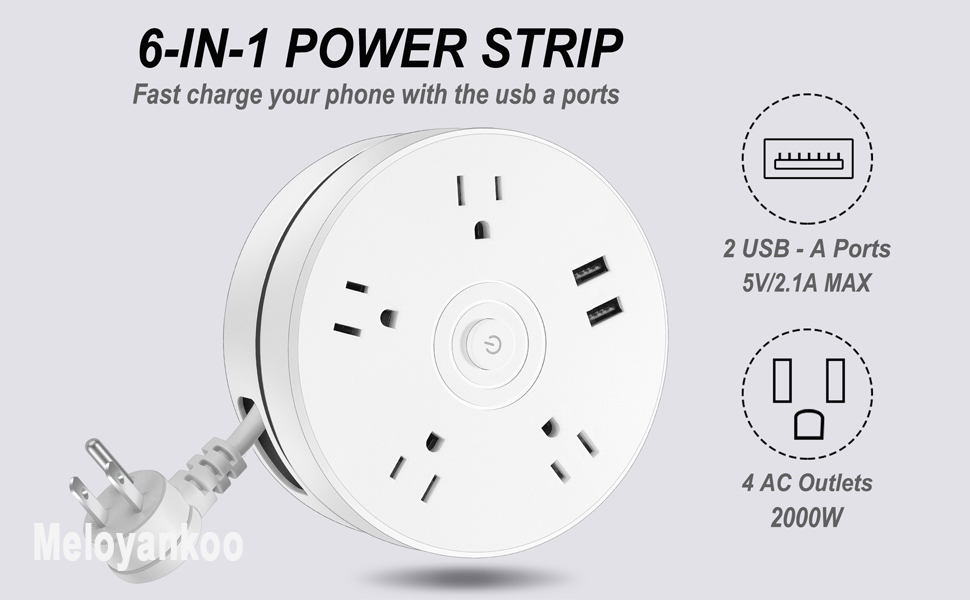 6-IN-1 POWER STRIP
Fast charge your phone with the usb a ports
2 USB - A Ports
5V/2.1A MAX
4 AC Outlets
2000W
Meloyankoo